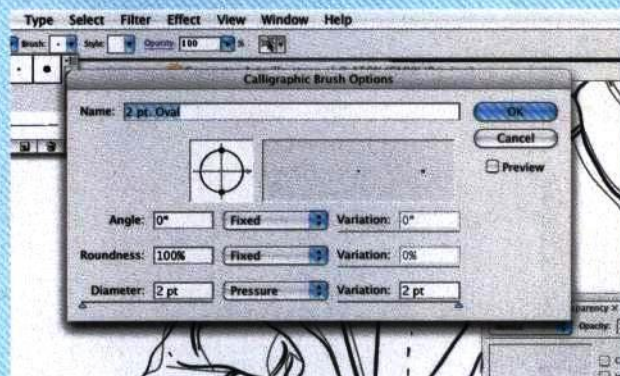 Type Select Filter Effect View Window Help
Brush: Style: Opacity: 100 %
Calligraphic Brush Options
Name: 2 pt. Oval
OK
Cancel
Preview
Angle: 0° Fixed Variation: 0°
Roundness: 100% Fixed Variation: 0%
Diameter: 2 pt Pressure Variation: 2 pt
Opacity: